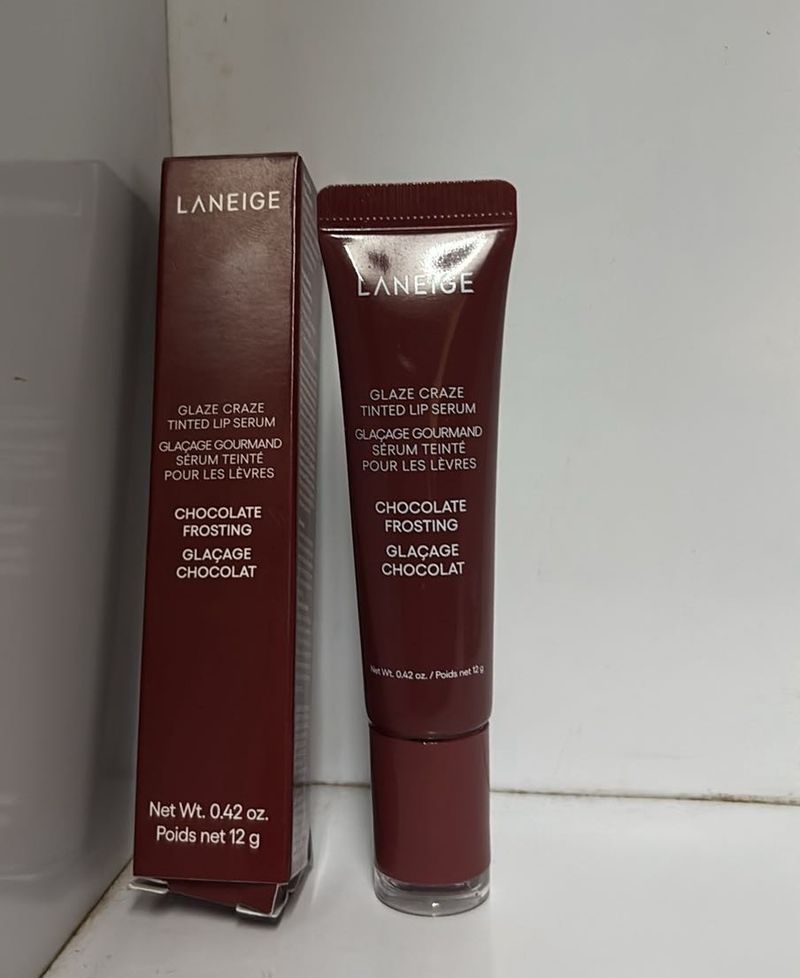 LANEIGE
GLAZE CRAZE
TINTED LIP SERUM
GLAÇAGE GOURMAND
SÉRUM TEINTÉ
POUR LES LÈVRES
CHOCOLATE
FROSTING
GLAÇAGE
CHOCOLAT
Net Wt. 0.42 oz.
Poids net 12 g
LANEIGE
GLAZE CRAZE
TINTED LIP SERUM
GLAÇAGE GOURMAND
SÉRUM TEINTÉ
POUR LES LÈVRES
CHOCOLATE
FROSTING
GLAÇAGE
CHOCOLAT
Net Wt. 0.42 oz. / Poids net 12 g